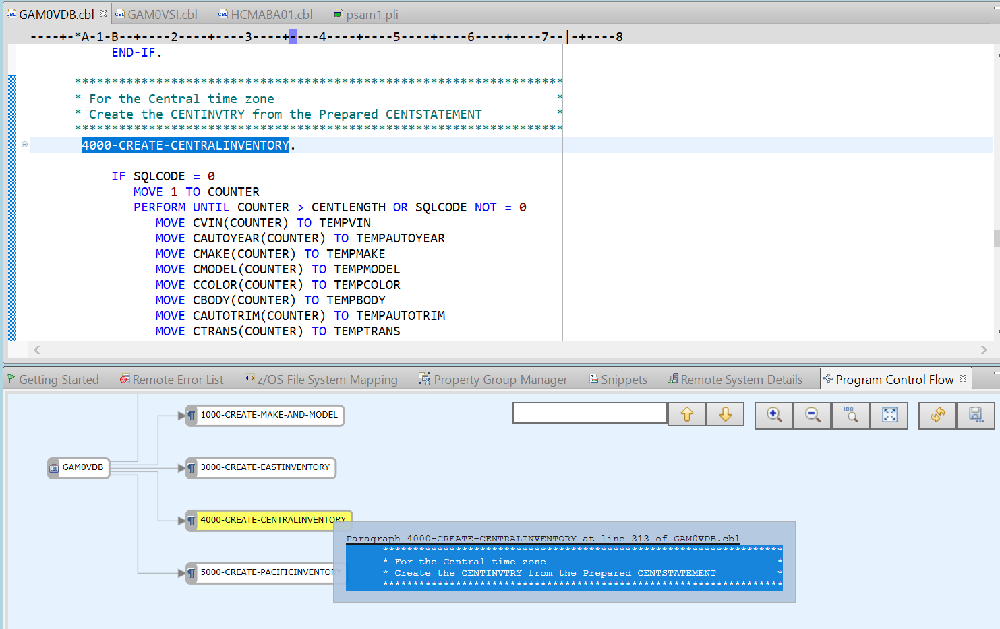 GAM0VDB.cbl GAM0VSI.cbl HCMABA01.cbl psam1.pli
----+-*A-1-B--+----2----+----3----+----4----+----5----+----6----+----7--|-+----8
END-IF.
******************************************************************
* For the Central time zone *
* Create the CENTINVTRY from the Prepared CENTSTATEMENT *
******************************************************************
4000-CREATE-CENTRALINVENTORY.
IF SQLCODE = 0
MOVE 1 TO COUNTER
PERFORM UNTIL COUNTER > CENTLENGTH OR SQLCODE NOT = 0
MOVE CVIN(COUNTER) TO TEMPVIN
MOVE CAUTOYEAR(COUNTER) TO TEMPAUTOYEAR
MOVE CMAKE(COUNTER) TO TEMPMAKE
MOVE CMODEL(COUNTER) TO TEMPMODEL
MOVE CCOLOR(COUNTER) TO TEMPCOLOR
MOVE CBODY(COUNTER) TO TEMPBODY
MOVE CAUTOTRIM(COUNTER) TO TEMPAUTOTRIM
MOVE CTRANS(COUNTER) TO TEMPTRANS
Getting Started Remote Error List z/OS File System Mapping Property Group Manager Snippets Remote System Details Program Control Flow
1000-CREATE-MAKE-AND-MODEL
100
GAM0VDB
3000-CREATE-EASTINVENTORY
4000-CREATE-CENTRALINVENTORY
5000-CREATE-PACIFICINVENTORY
Paragraph 4000-CREATE-CENTRALINVENTORY at line 313 of GAM0VDB.cbl
******************************************************************
* For the Central time zone *
* Create the CENTINVTRY from the Prepared CENTSTATEMENT *
******************************************************************